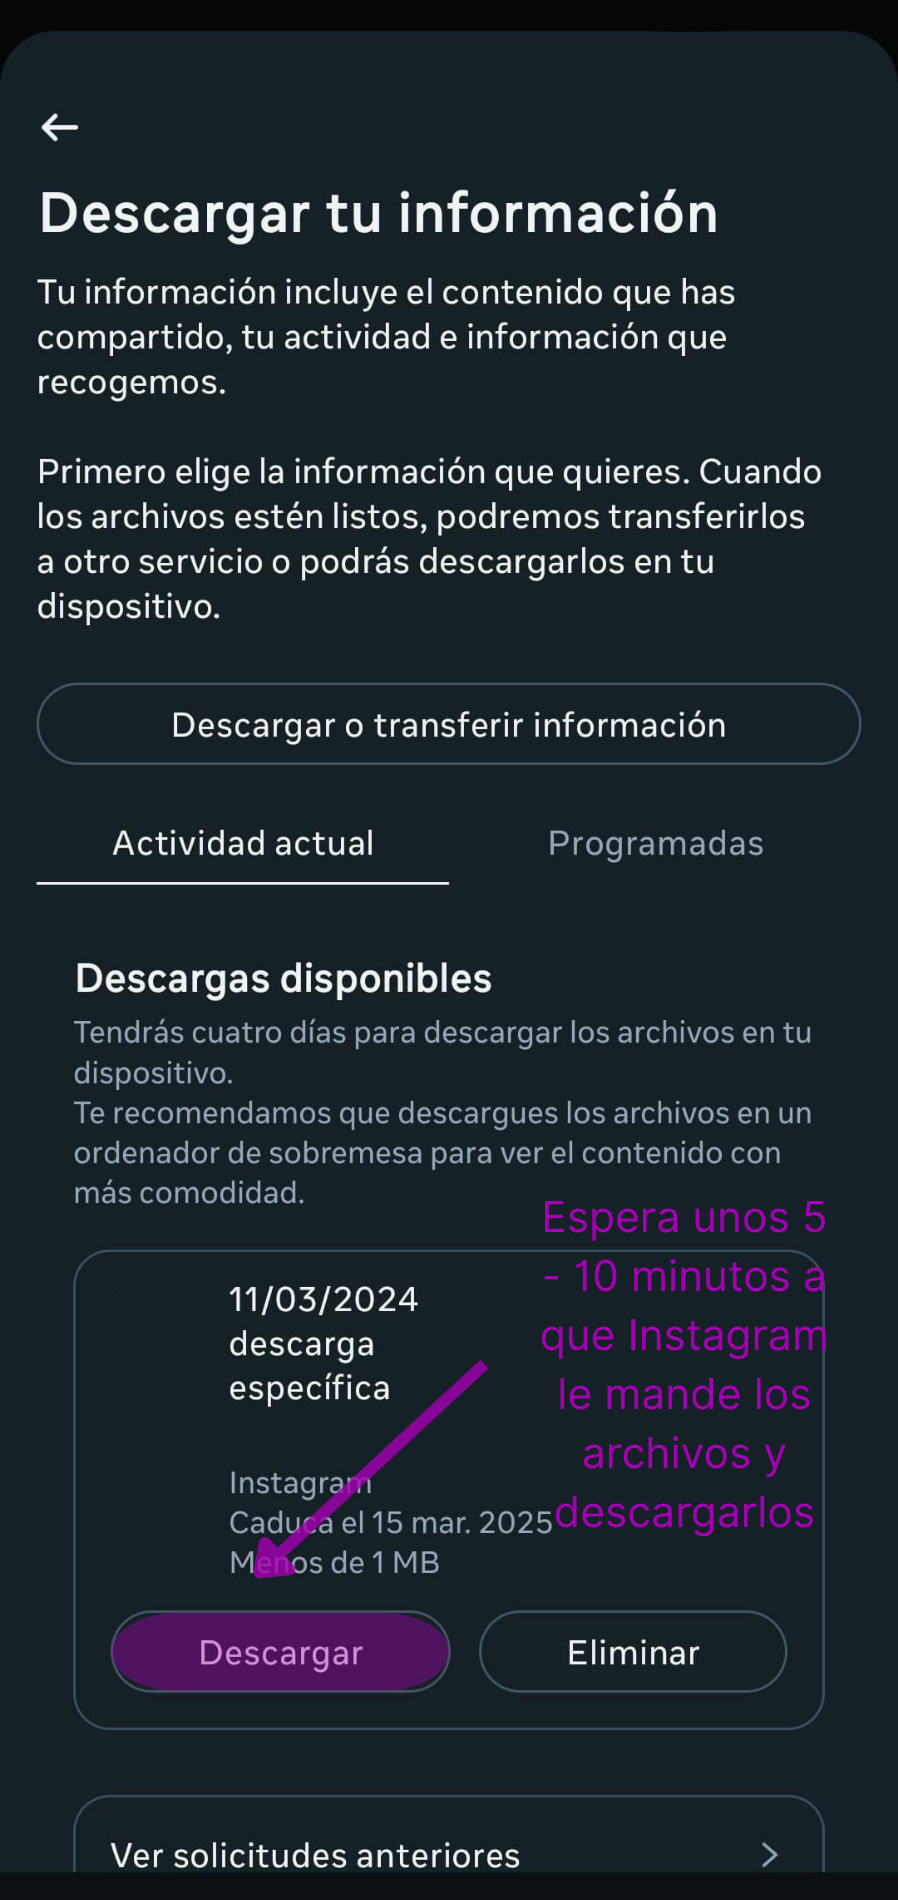 Descargar tu información
Tu información incluye el contenido que has
compartido, tu actividad e información que
recogemos.
Primero elige la información que quieres. Cuando
los archivos estén listos, podremos transferirlos
a otro servicio o podrás descargarlos en tu
dispositivo.
Descargar o transferir información
Actividad actual
Programadas
Descargas disponibles
Tendrás cuatro días para descargar los archivos en tu
dispositivo.
Te recomendamos que descargues los archivos en un
ordenador de sobremesa para ver el contenido con
más comodidad.
Espera unos 5
- 10 minutos a
que Instagram
le mande los
archivos y
descargarlos
11/03/2024
descarga
específica
Instagram
Caduca el 15 mar. 2025
Menos de 1 MB
Descargar
Eliminar
Ver solicitudes anteriores